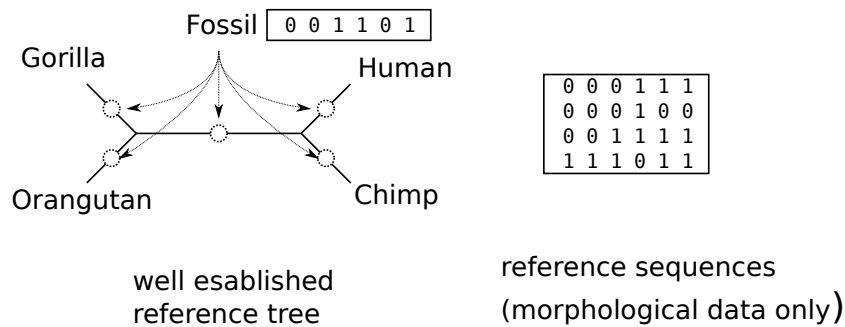 Fossil 0 0 1 1 0 1
Gorilla
Human
Orangutan
Chimp
0 0 0 1 1 1
0 0 0 1 0 0
0 0 1 1 1 1
1 1 1 0 1 1
well esablished
reference tree
reference sequences
(morphological data only)